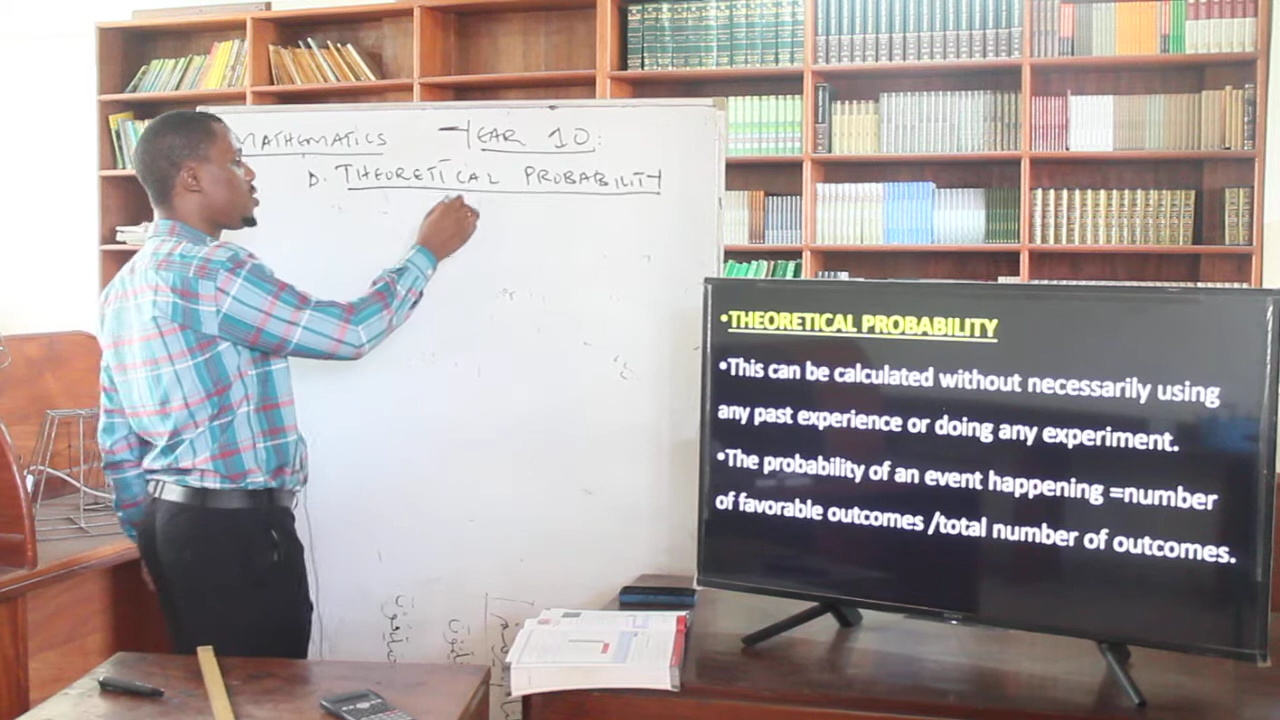 MATHEMATICS YEAR 10:
D. THEORETICAL PROBABILITY
•THEORETICAL PROBABILITY
•This can be calculated without necessarily using
any past experience or doing any experiment.
•The probability of an event happening =number
of favorable outcomes /total number of outcomes.
SONY